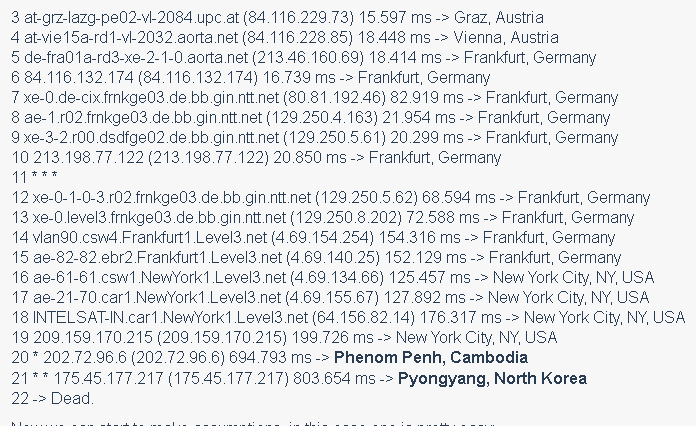 3 at-grz-lazg-pe02-vl-2084.upc.at (84.116.229.73) 15.597 ms -> Graz, Austria
4 at-vie15a-rd1-vl-2032.aorta.net (84.116.228.85) 18.448 ms -> Vienna, Austria
5 de-fra01a-rd3-xe-2-1-0.aorta.net (213.46.160.69) 18.414 ms -> Frankfurt, Germany
6 84.116.132.174 (84.116.132.174) 16.739 ms -> Frankfurt, Germany
7 xe-0.de-cix.frnkge03.de.bb.gin.ntt.net (80.81.192.46) 82.919 ms -> Frankfurt, Germany
8 ae-1.r02.frnkge03.de.bb.gin.ntt.net (129.250.4.163) 21.954 ms -> Frankfurt, Germany
9 xe-3-2.r00.dsdfge02.de.bb.gin.ntt.net (129.250.5.61) 20.299 ms -> Frankfurt, Germany
10 213.198.77.122 (213.198.77.122) 20.850 ms -> Frankfurt, Germany
11 * * *
12 xe-0-1-0-3.r02.frnkge03.de.bb.gin.ntt.net (129.250.5.62) 68.594 ms -> Frankfurt, Germany
13 xe-0.level3.frnkge03.de.bb.gin.ntt.net (129.250.8.202) 72.588 ms -> Frankfurt, Germany
14 vlan90.csw4.Frankfurt1.Level3.net (4.69.154.254) 154.316 ms -> Frankfurt, Germany
15 ae-82-82.ebr2.Frankfurt1.Level3.net (4.69.140.25) 152.129 ms -> Frankfurt, Germany
16 ae-61-61.csw1.NewYork1.Level3.net (4.69.134.66) 125.457 ms -> New York City, NY, USA
17 ae-21-70.car1.NewYork1.Level3.net (4.69.155.67) 127.892 ms -> New York City, NY, USA
18 INTELSAT-IN.car1.NewYork1.Level3.net (64.156.82.14) 176.317 ms -> New York City, NY, USA
19 209.159.170.215 (209.159.170.215) 199.726 ms -> New York City, NY, USA
20 * 202.72.96.6 (202.72.96.6) 694.793 ms -> Phenom Penh, Cambodia
21 * * 175.45.177.217 (175.45.177.217) 803.654 ms -> Pyongyang, North Korea
22 -> Dead.